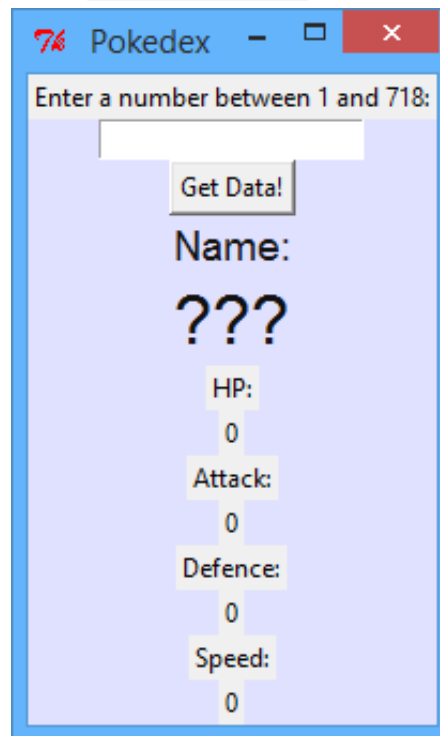 Pokedex
Enter a number between 1 and 718:
Get Data!
Name:
???
HP:
0
Attack:
0
Defence:
0
Speed:
0